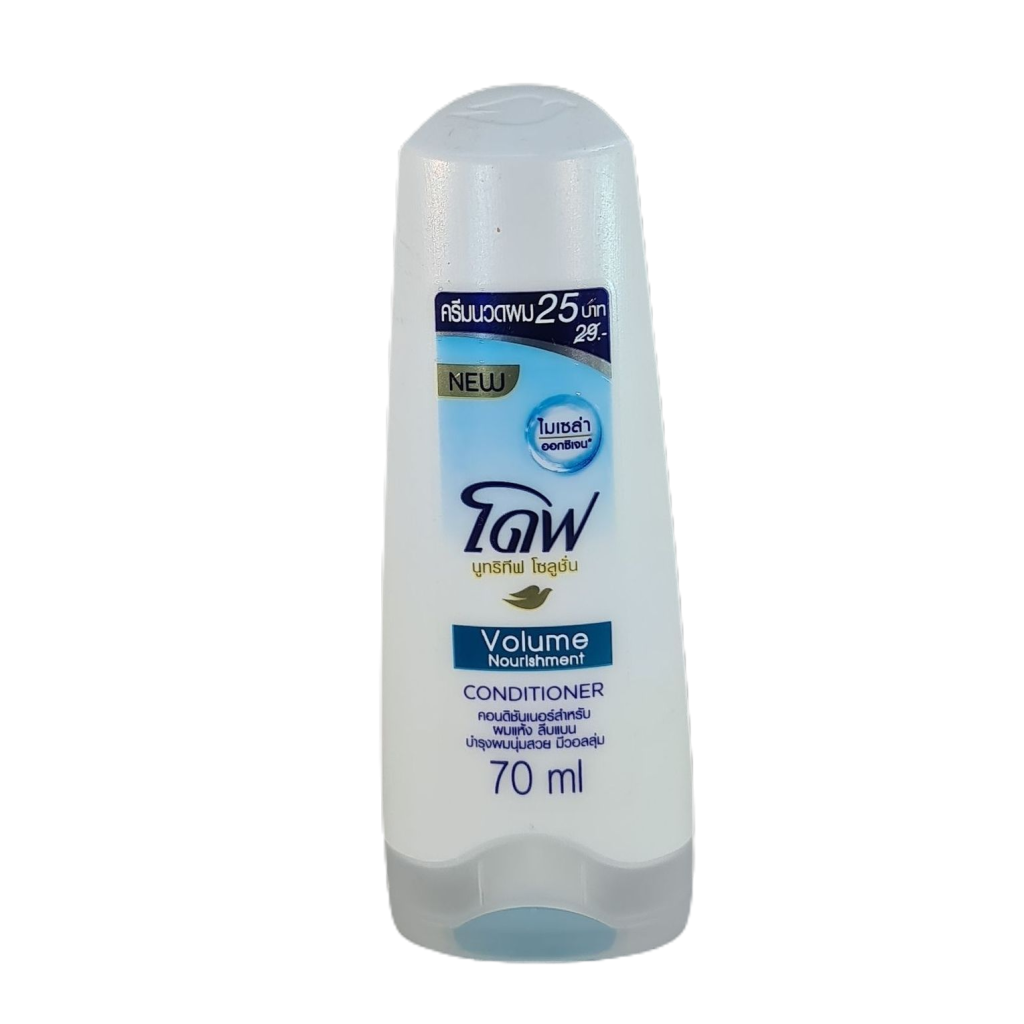 ครีมนวดผม 25 บาท
29.-
NEW
ไมเซล่า
ออกซิเจน*
โดฟ
นูทริทีฟ โซลูชั่น
Volume
Nourishment
CONDITIONER
คอนดิชันเนอร์สำหรับ
ผมแห้ง ลีบแบน
บำรุงผมนุ่มสวย มีวอลลุ่ม
70 ml